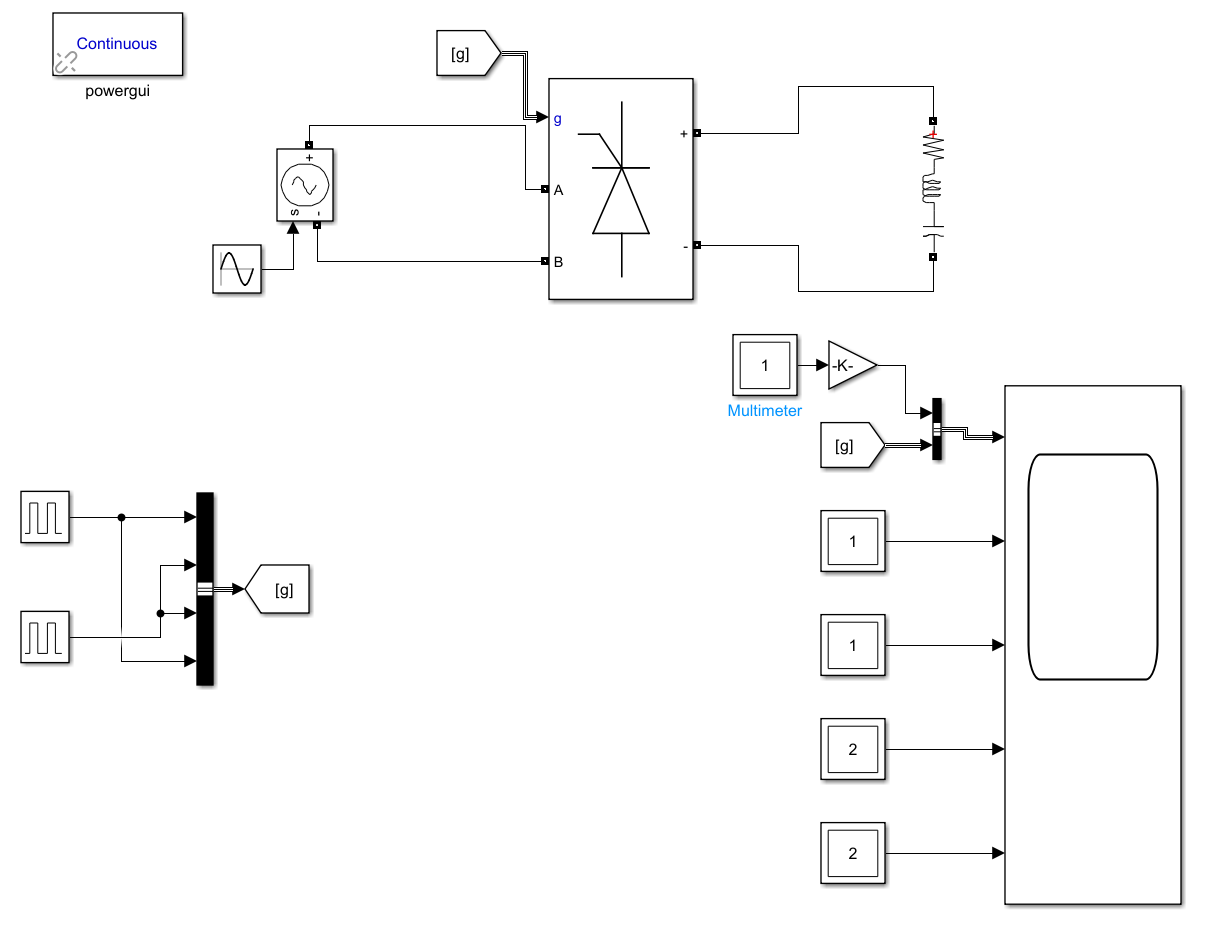 Continuous
powergui
[g]
g
+
A
+
s
-
B
-
+
1
-K-
Multimeter
[g]
1
[g]
1
2
2